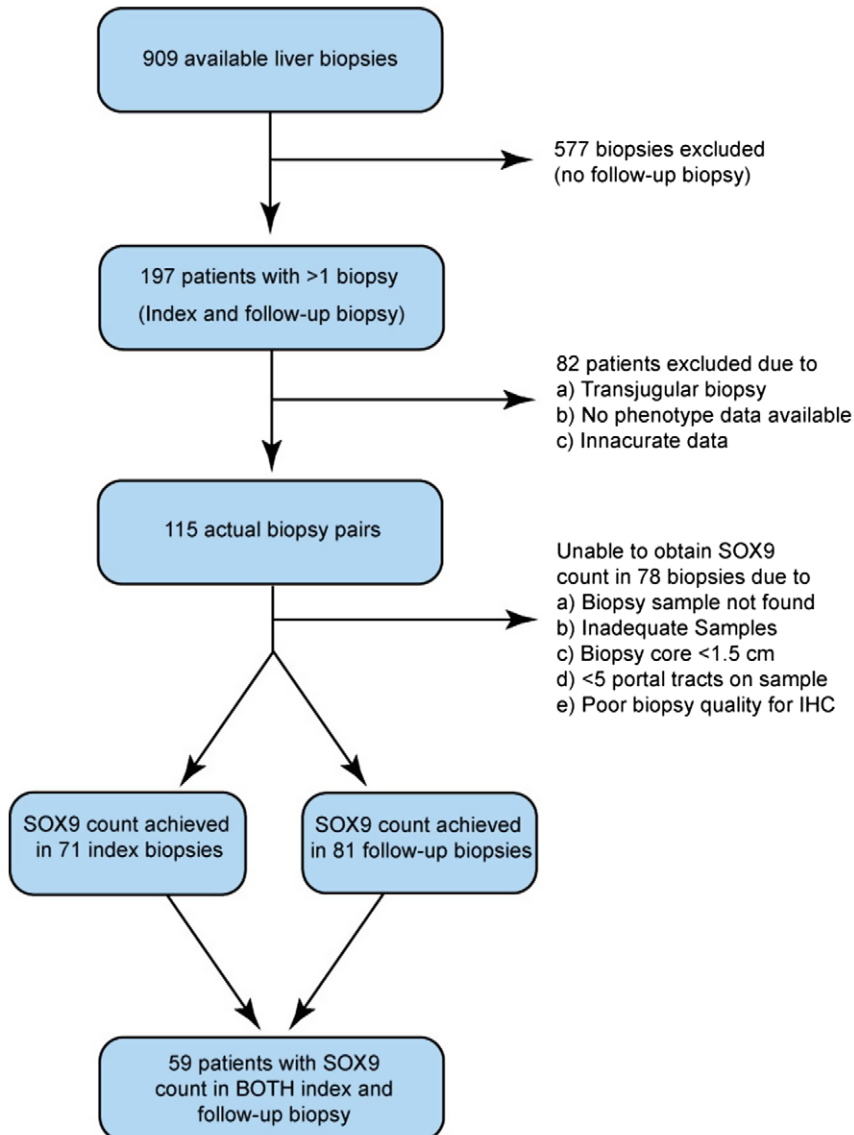 909 available liver biopsies
577 biopsies excluded
(no follow-up biopsy)
197 patients with >1 biopsy
(Index and follow-up biopsy)
82 patients excluded due to
a) Transjugular biopsy
b) No phenotype data available
c) Innacurate data
115 actual biopsy pairs
Unable to obtain SOX9
count in 78 biopsies due to
a) Biopsy sample not found
b) Inadequate Samples
c) Biopsy core <1.5 cm
d) <5 portal tracts on sample
e) Poor biopsy quality for IHC
SOX9 count achieved
in 71 index biopsies
SOX9 count achieved
in 81 follow-up biopsies
59 patients with SOX9
count in BOTH index and
follow-up biopsy